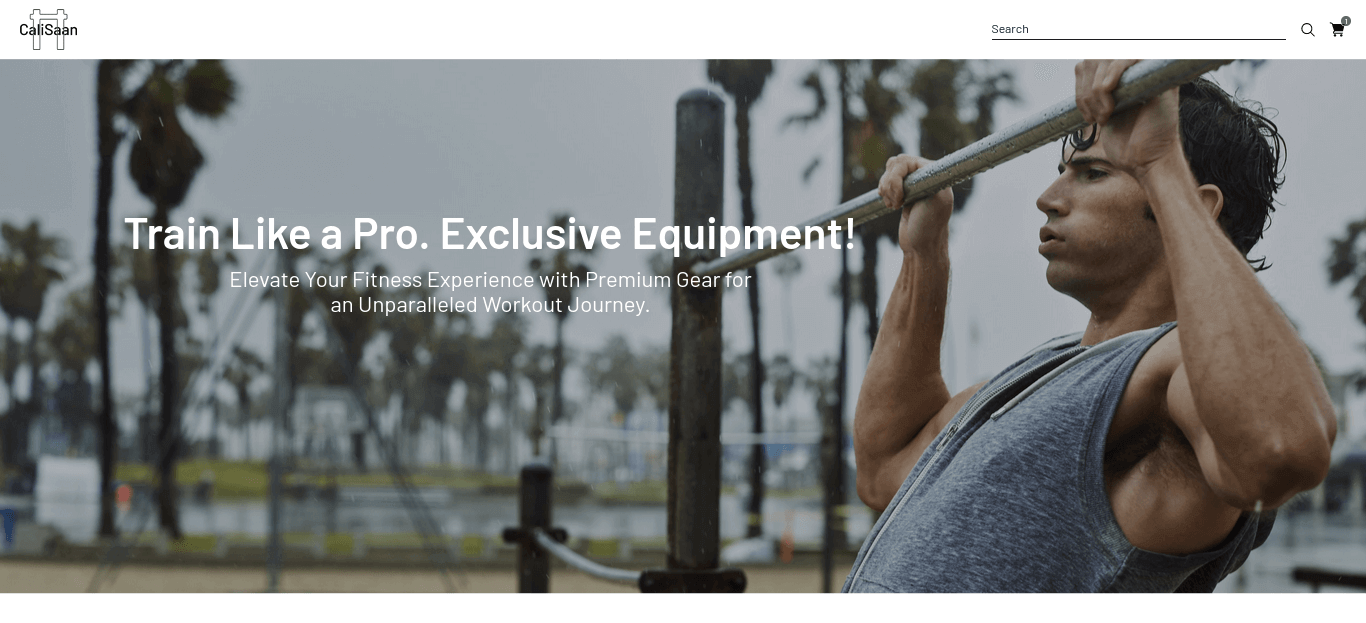 CaliSaan
Search
1
Train Like a Pro. Exclusive Equipment!
Elevate Your Fitness Experience with Premium Gear for
an Unparalleled Workout Journey.